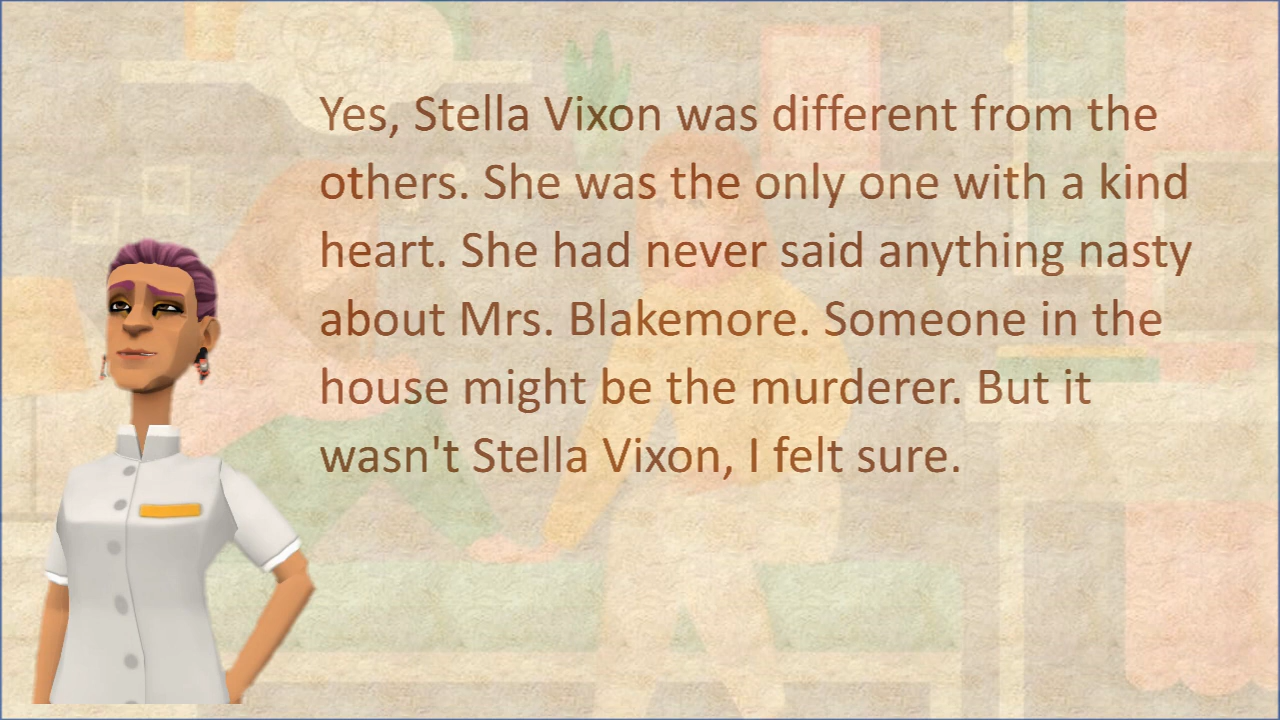 Yes, Stella Vixon was different from the
others. She was the only one with a kind
heart. She had never said anything nasty
about Mrs. Blakemore. Someone in the
house might be the murderer. But it
wasn't Stella Vixon, I felt sure.